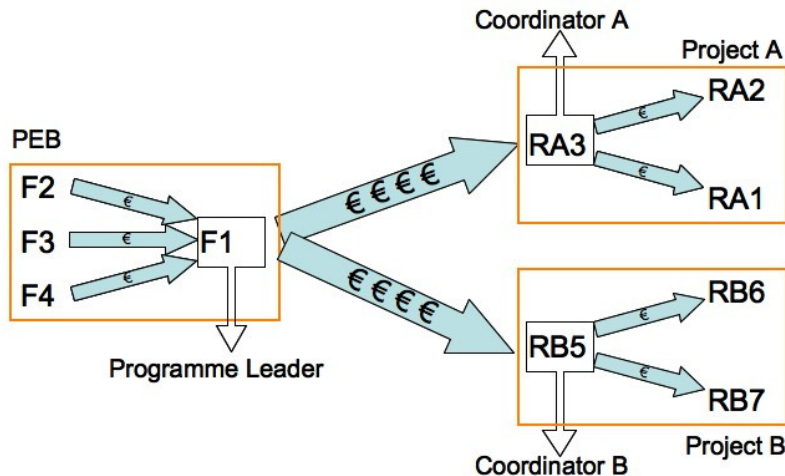 Coordinator A
Project A
RA2
€
RA3
€
RA1
PEB
F2
€
F3
€
F1
F4
€
€ € € €
€ € € €
Programme Leader
RB6
€
RB5
€
RB7
Project B
Coordinator B